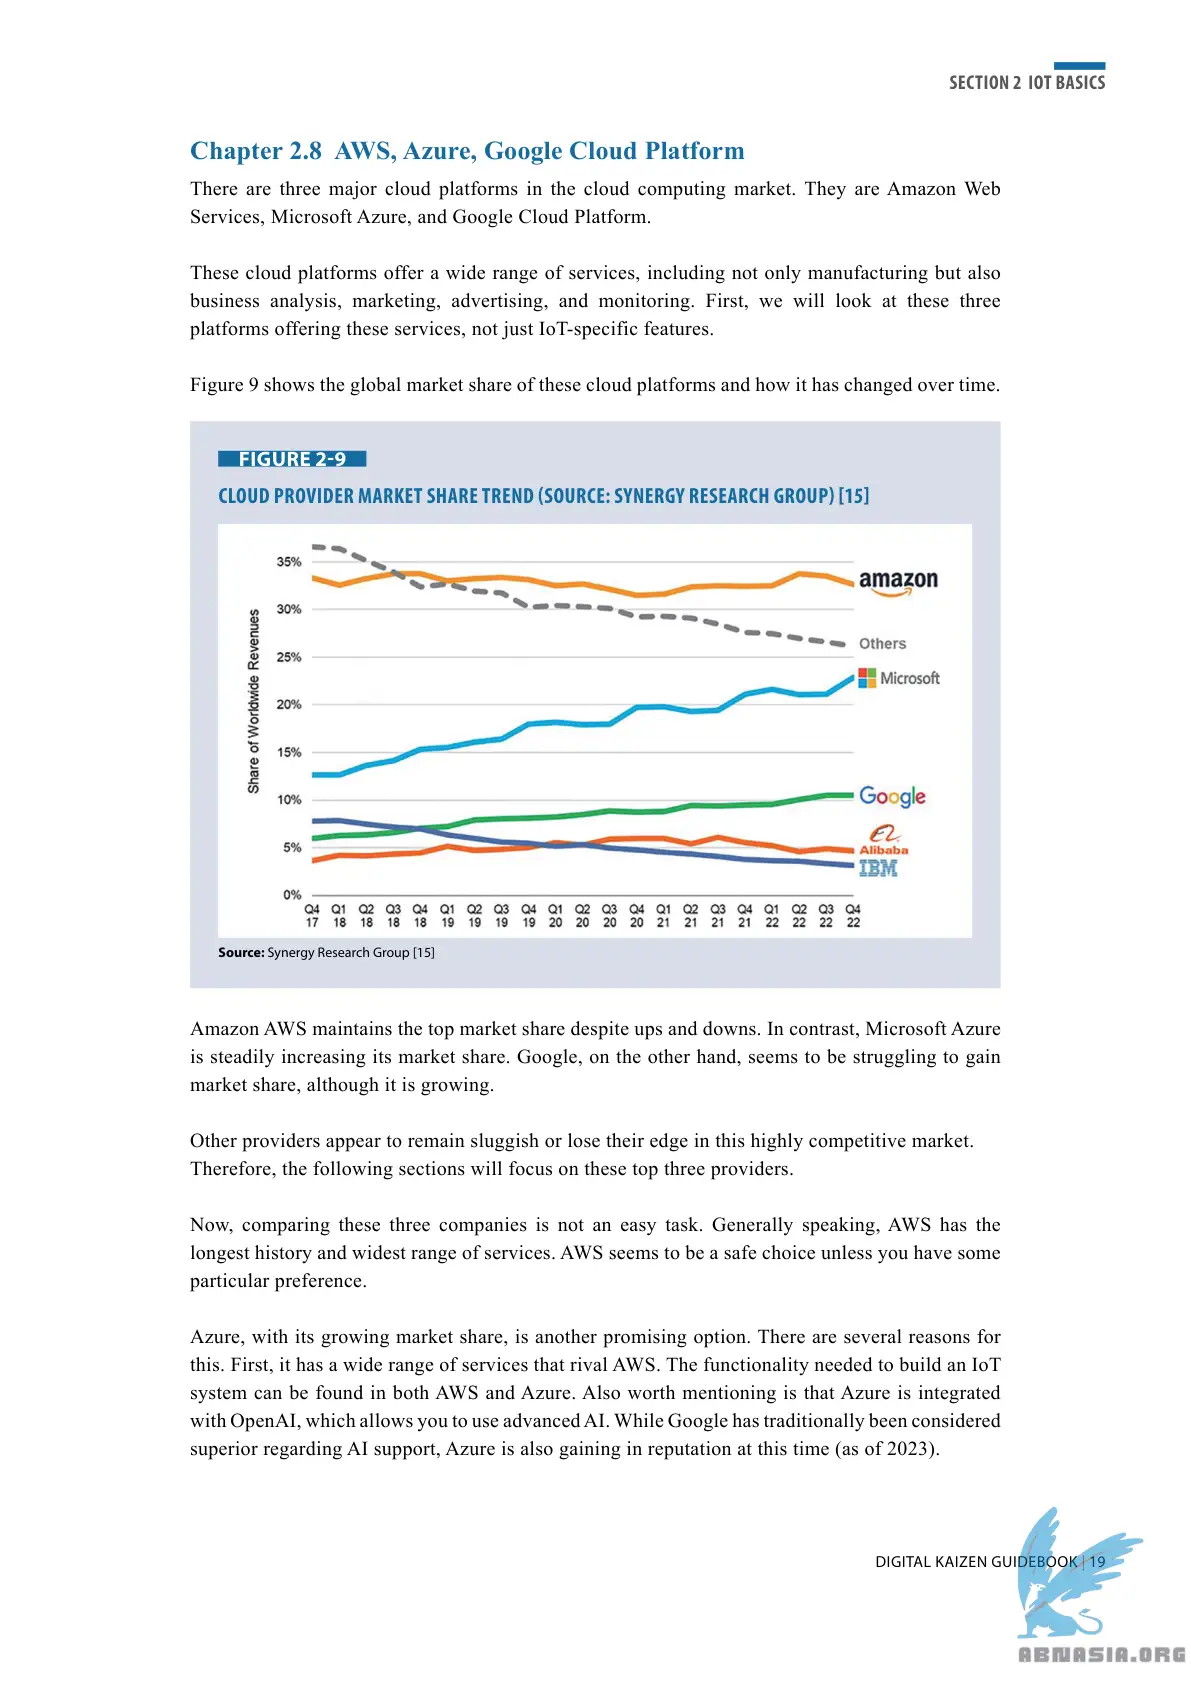 SECTION 2 IOT BASICS
Chapter 2.8 AWS, Azure, Google Cloud Platform
There are three major cloud platforms in the cloud computing market. They are Amazon Web
Services, Microsoft Azure, and Google Cloud Platform.
These cloud platforms offer a wide range of services, including not only manufacturing but also
business analysis, marketing, advertising, and monitoring. First, we will look at these three
platforms offering these services, not just IoT-specific features.
Figure 9 shows the global market share of these cloud platforms and how it has changed over time.
FIGURE 2-9
CLOUD PROVIDER MARKET SHARE TREND (SOURCE: SYNERGY RESEARCH GROUP) [15]
Share of Worldwide Revenues
35%
30%
25%
20%
15%
10%
5%
0%
amazon
Others
Microsoft
Google
Alibaba
IBM
Q4 Q1 Q2 Q3 Q4 Q1 Q2 Q3 Q4 Q1 Q2 Q3 Q4 Q1 Q2 Q3 Q4 Q1 Q2 Q3 Q4
17 18 18 18 18 19 19 19 19 20 20 20 20 21 21 21 21 22 22 22 22
Source: Synergy Research Group [15]
Amazon AWS maintains the top market share despite ups and downs. In contrast, Microsoft Azure
is steadily increasing its market share. Google, on the other hand, seems to be struggling to gain
market share, although it is growing.
Other providers appear to remain sluggish or lose their edge in this highly competitive market.
Therefore, the following sections will focus on these top three providers.
Now, comparing these three companies is not an easy task. Generally speaking, AWS has the
longest history and widest range of services. AWS seems to be a safe choice unless you have some
particular preference.
Azure, with its growing market share, is another promising option. There are several reasons for
this. First, it has a wide range of services that rival AWS. The functionality needed to build an IoT
system can be found in both AWS and Azure. Also worth mentioning is that Azure is integrated
with OpenAI, which allows you to use advanced AI. While Google has traditionally been considered
superior regarding AI support, Azure is also gaining in reputation at this time (as of 2023).
DIGITAL KAIZEN GUIDEBOOK | 19
ABNASIA.ORG